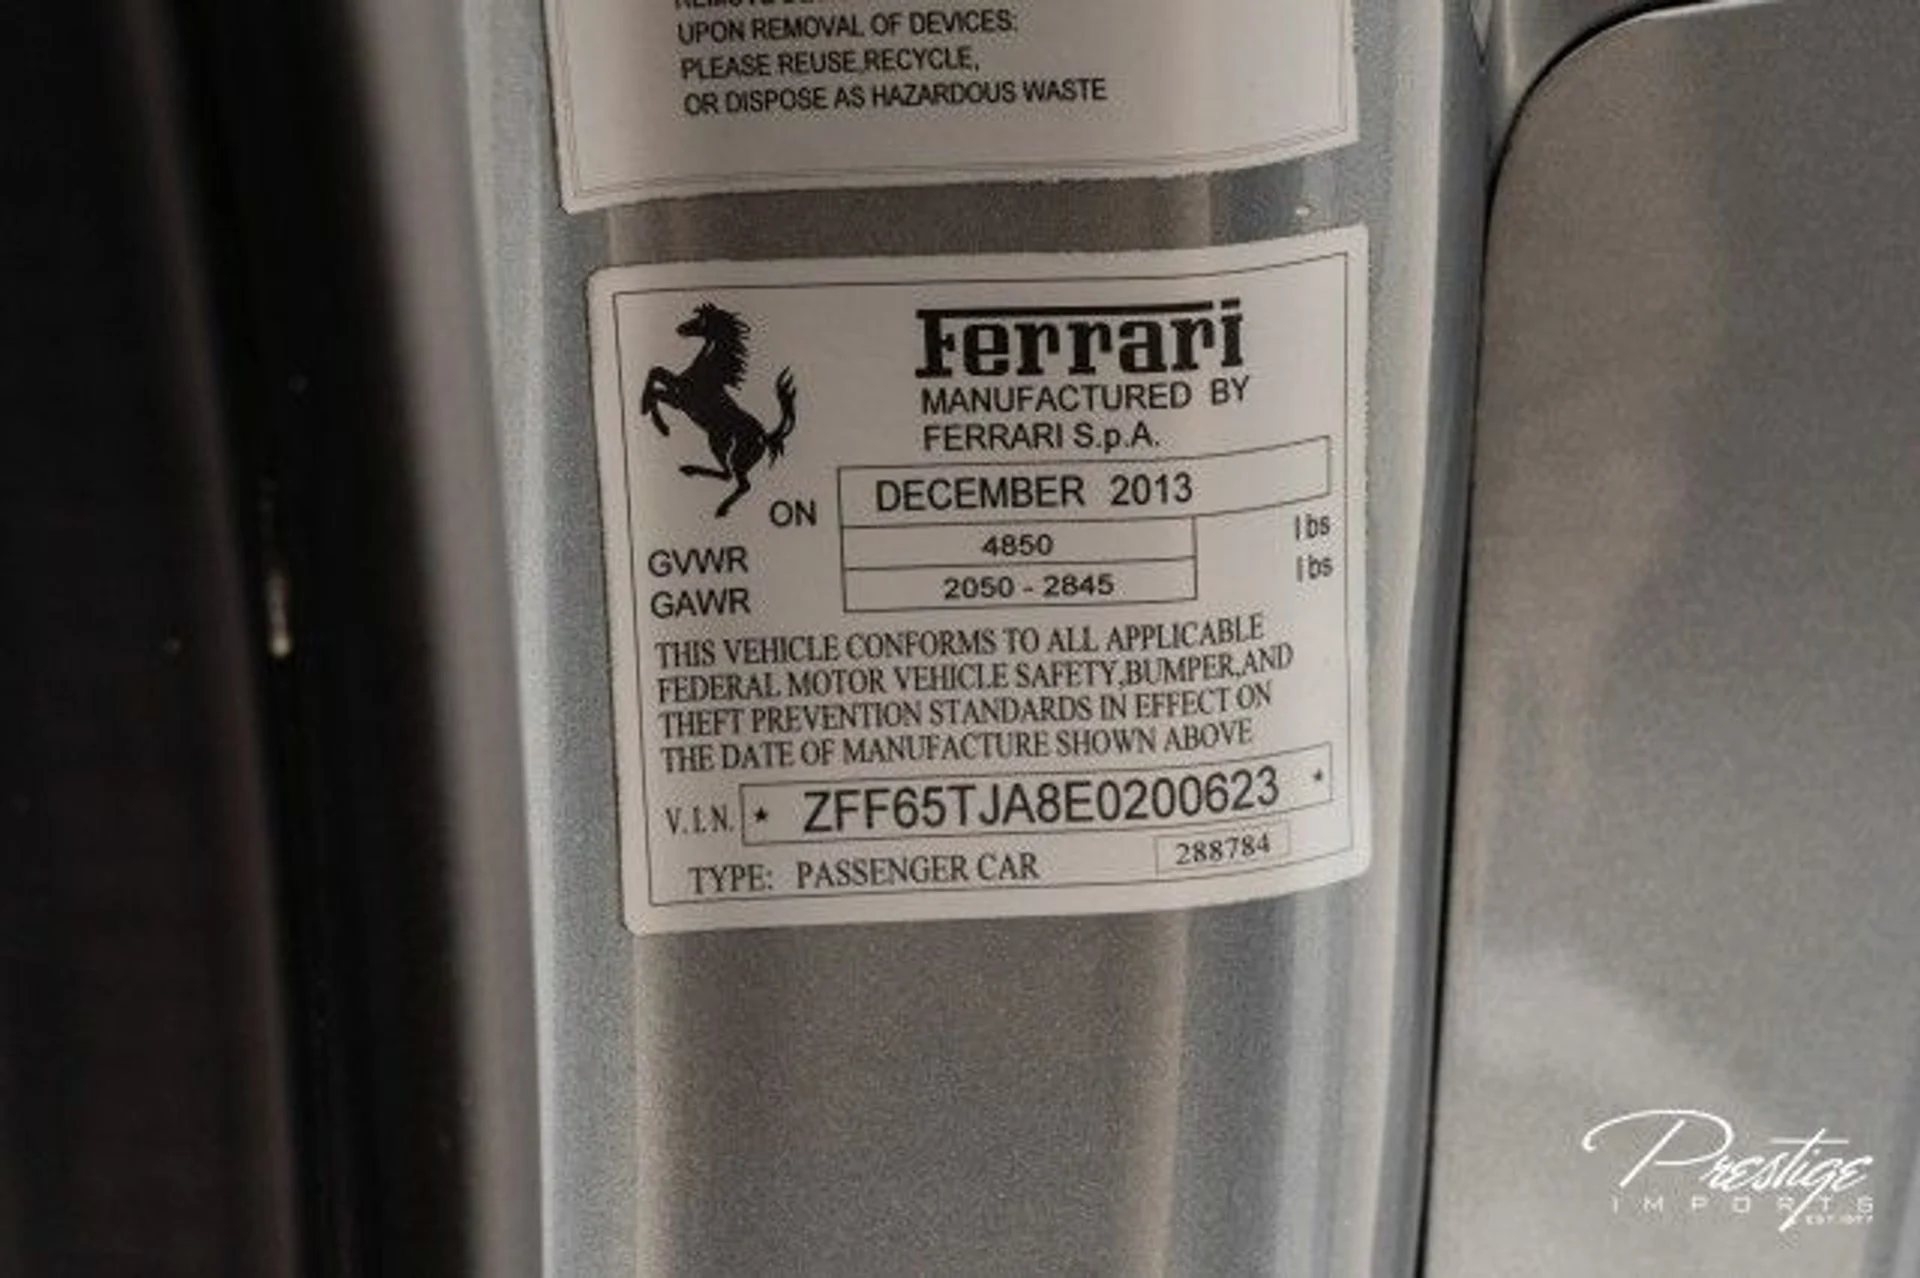 UPON REMOVAL OF DEVICES:
PLEASE REUSE,RECYCLE,
OR DISPOSE AS HAZARDOUS WASTE
Ferrari
MANUFACTURED BY
FERRARI S.p.A.
ON DECEMBER 2013
GVWR 4850 lbs
GAWR 2050 - 2845 lbs
THIS VEHICLE CONFORMS TO ALL APPLICABLE
FEDERAL MOTOR VEHICLE SAFETY,BUMPER,AND
THEFT PREVENTION STANDARDS IN EFFECT ON
THE DATE OF MANUFACTURE SHOWN ABOVE
V.I.N. * ZFF65TJA8E0200623 *
TYPE: PASSENGER CAR 288784
Prestige
IMPORTS
EST.1977